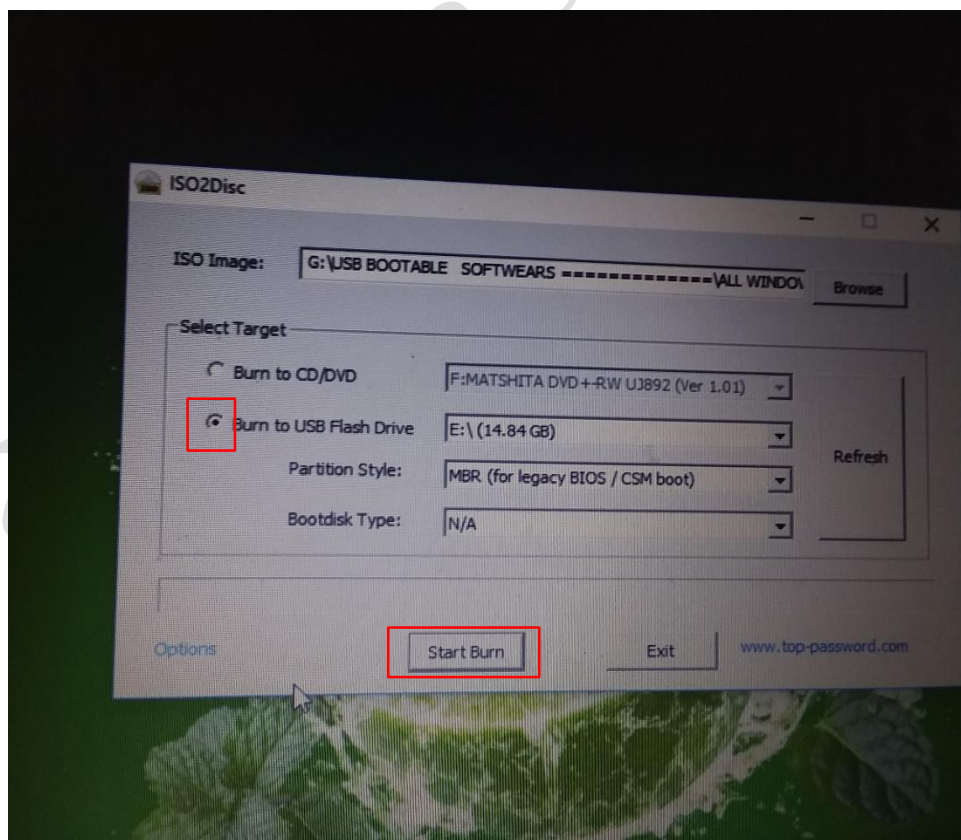 ISO2Disc
ISO Image: G:\USB BOOTABLE SOFTWEARS =============\ALL WINDOW Browse
Select Target
Burn to CD/DVD F:MATSHITA DVD+-RW UJ892 (Ver 1.01)
Burn to USB Flash Drive E:\ (14.84 GB)
Refresh
Partition Style: MBR (for legacy BIOS / CSM boot)
Bootdisk Type: N/A
Options Start Burn Exit www.top-password.com